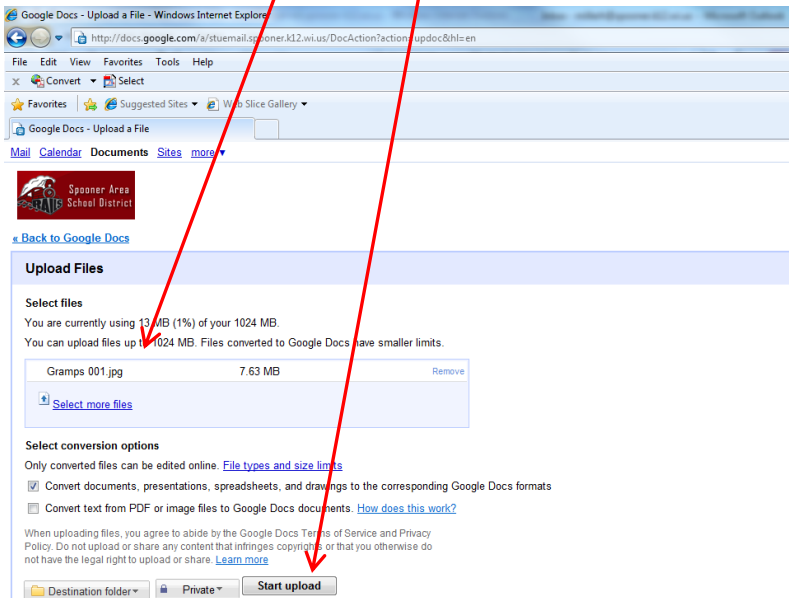 Google Docs - Upload a File - Windows Internet Explorer
http://docs.google.com/a/stuemail.spooner.k12.wi.us/DocAction?action=updoc&hl=en
File Edit View Favorites Tools Help
x Convert Select
Favorites Suggested Sites Web Slice Gallery
Google Docs - Upload a File
Mail Calendar Documents Sites more
Spooner Area
RAILS School District
« Back to Google Docs
Upload Files
Select files
You are currently using 13 MB (1%) of your 1024 MB.
You can upload files up to 1024 MB. Files converted to Google Docs have smaller limits.
Gramps 001.jpg 7.63 MB Remove
Select more files
Select conversion options
Only converted files can be edited online. File types and size limits
Convert documents, presentations, spreadsheets, and drawings to the corresponding Google Docs formats
Convert text from PDF or image files to Google Docs documents. How does this work?
When uploading files, you agree to abide by the Google Docs Terms of Service and Privacy
Policy. Do not upload or share any content that infringes copyrights or that you otherwise do
not have the legal right to upload or share. Learn more
Destination folder Private Start upload